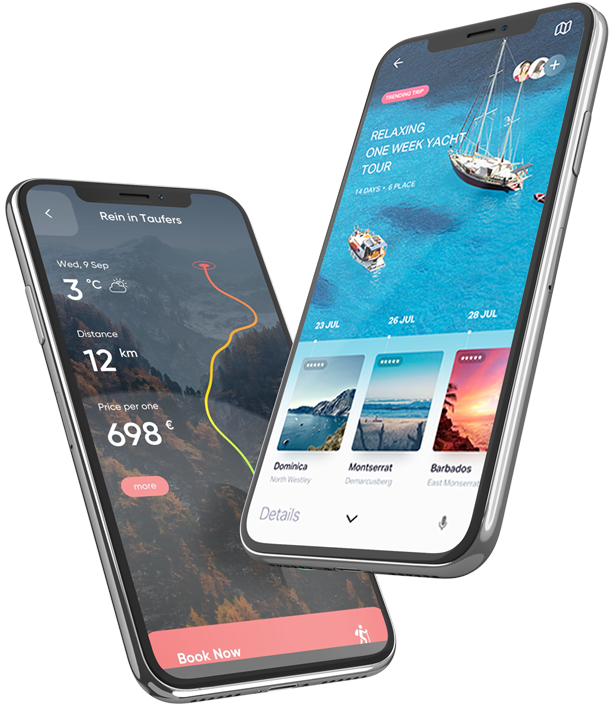 Rein in Taufers
Wed, 9 Sep
3 °C
Distance
12 km
Price per one
698 €
more
Book Now
TRENDING TRIP
RELAXING
ONE WEEK YACHT
TOUR
14 DAYS • 6 PLACE
23 JUL
26 JUL
28 JUL
Dominica
North Westley
Montserrat
Demarcusberg
Barbados
East Monserrat
Details